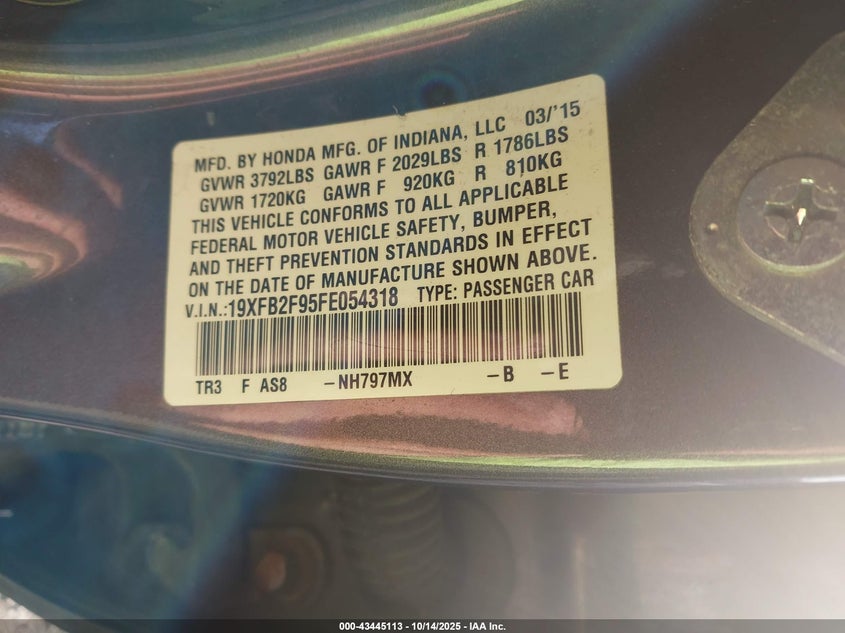 MFD. BY HONDA MFG. OF INDIANA, LLC 03/'15
GVWR 3792LBS GAWR F 2029LBS R 1786LBS
GVWR 1720KG GAWR F 920KG R 810KG
THIS VEHICLE CONFORMS TO ALL APPLICABLE
FEDERAL MOTOR VEHICLE SAFETY, BUMPER,
AND THEFT PREVENTION STANDARDS IN EFFECT
ON THE DATE OF MANUFACTURE SHOWN ABOVE.
V.I.N.:19XFB2F95FE054318 TYPE: PASSENGER CAR
TR3 F AS8 -NH797MX -B -E
000-43445113 - 10/14/2025 - IAA Inc.